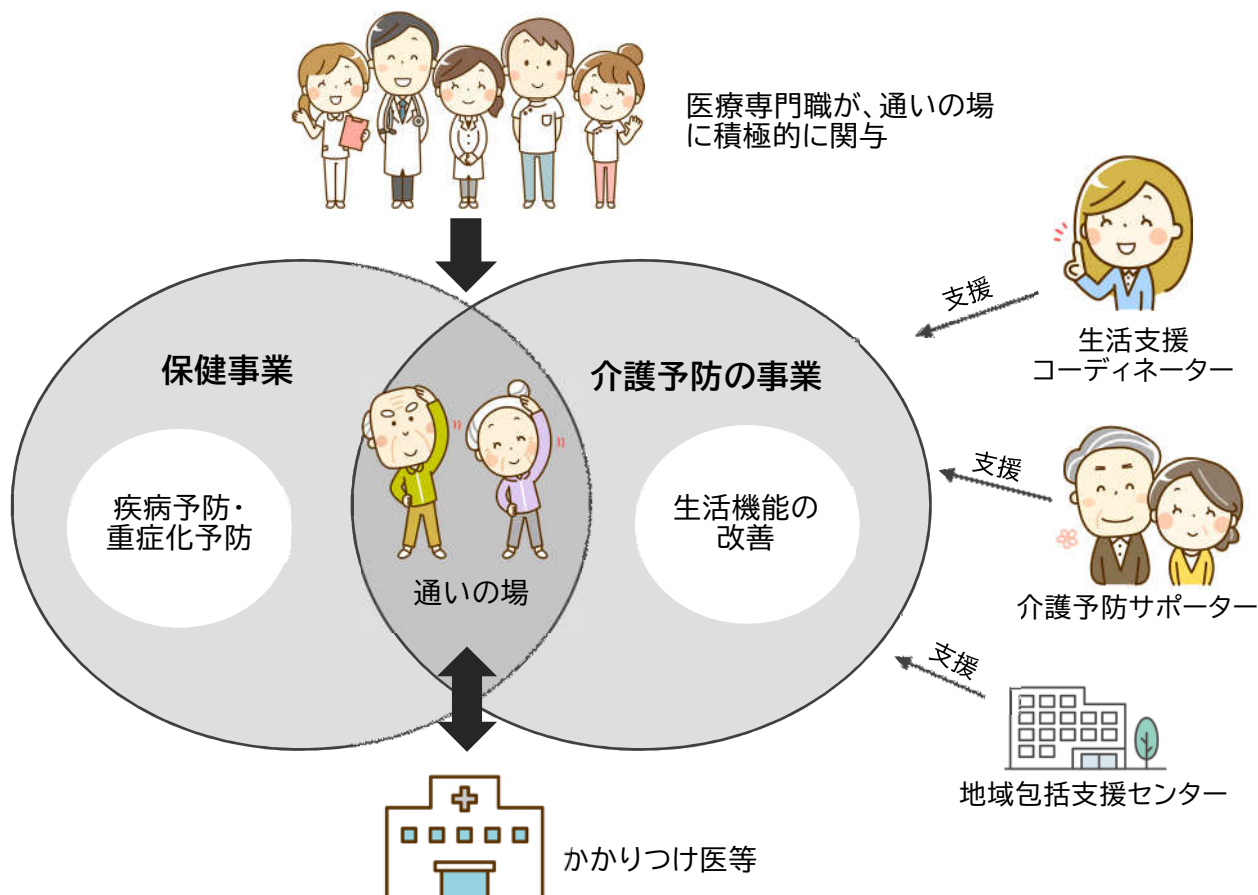 医療専門職が、通いの場
に積極的に関与
支援
生活支援
コーディネーター
保健事業
介護予防の事業
支援
疾病予防・
重症化予防
生活機能の
改善
通いの場
介護予防サポーター
支援
地域包括支援センター
かかりつけ医等